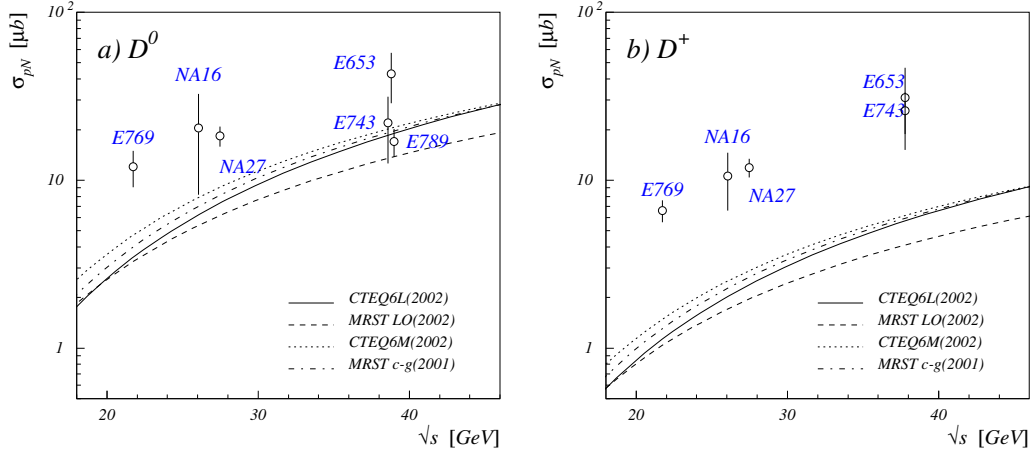 σpN [μb]
10²
10
1
a) D⁰
E653
NA16
E743
E769
E789
NA27
CTEQ6L(2002)
MRST LO(2002)
CTEQ6M(2002)
MRST c-g(2001)
20 30 40
√s [GeV]
σpN [μb]
10²
10
1
b) D⁺
E653
E743
NA16
E769
NA27
CTEQ6L(2002)
MRST LO(2002)
CTEQ6M(2002)
MRST c-g(2001)
20 30 40
√s [GeV]